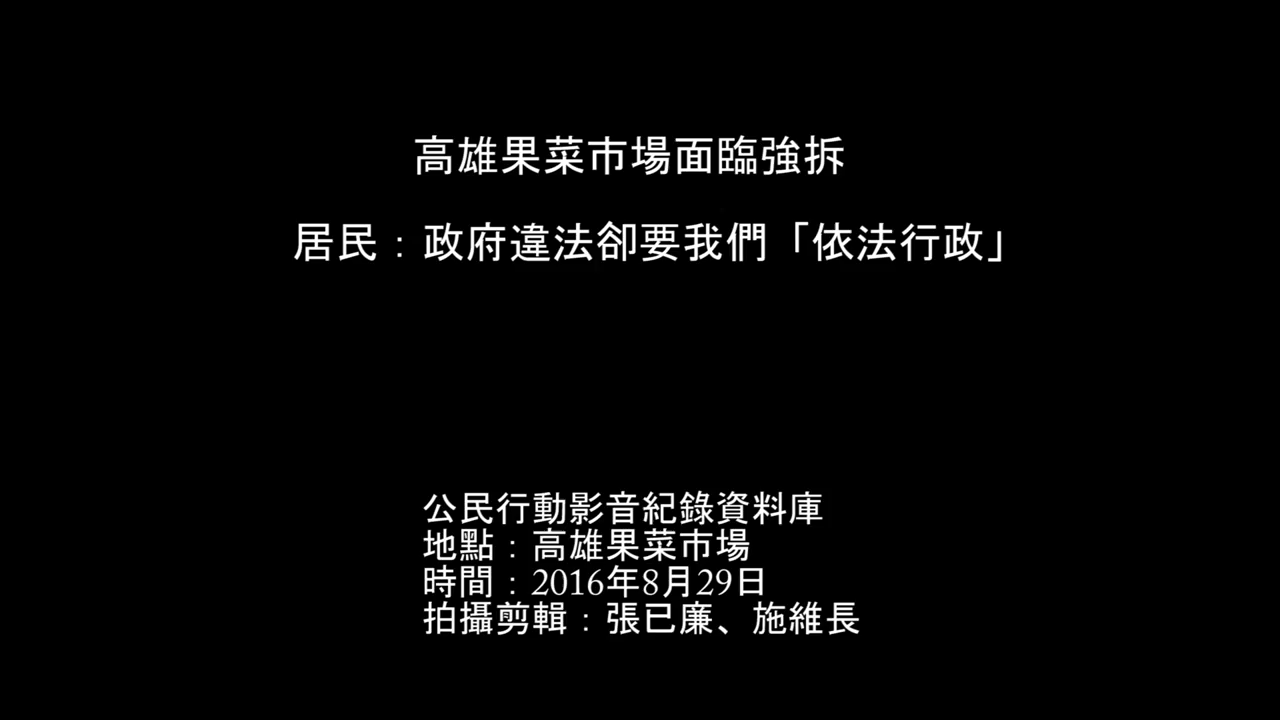 高雄果菜市場面臨強拆
居民：政府違法卻要我們「依法行政」
公民行動影音紀錄資料庫
地點：高雄果菜市場
時間：2016年8月29日
拍攝剪輯：張已廉、施維長